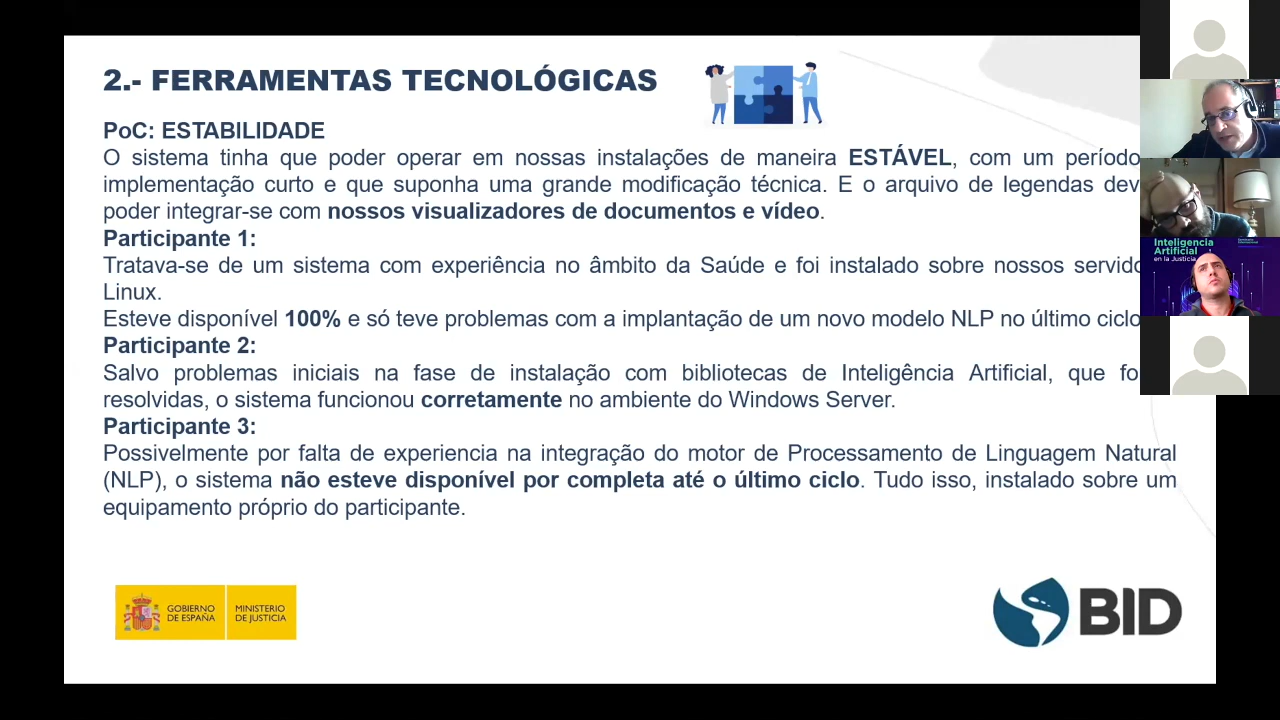 2.- FERRAMENTAS TECNOLÓGICAS
PoC: ESTABILIDADE
O sistema tinha que poder operar em nossas instalações de maneira ESTÁVEL, com um período
implementação curto e que suponha uma grande modificação técnica. E o arquivo de legendas
poder integrar-se com nossos visualizadores de documentos e vídeo.
Participante 1:
Tratava-se de um sistema com experiência no âmbito da Saúde e foi instalado sobre nossos
Linux.
Esteve disponível 100% e só teve problemas com a implantação de um novo modelo NLP no último ciclo
Participante 2:
Salvo problemas iniciais na fase de instalação com bibliotecas de Inteligência Artificial, que
resolvidas, o sistema funcionou corretamente no ambiente do Windows Server.
Participante 3:
Possivelmente por falta de experiencia na integração do motor de Processamento de Linguagem Natural
(NLP), o sistema não esteve disponível por completa até o último ciclo. Tudo isso, instalado sobre um
equipamento próprio do participante.
GOBIERNO
DE ESPAÑA
MINISTERIO
DE JUSTICIA
BID
Inteligencia
Artificial
en la Justicia